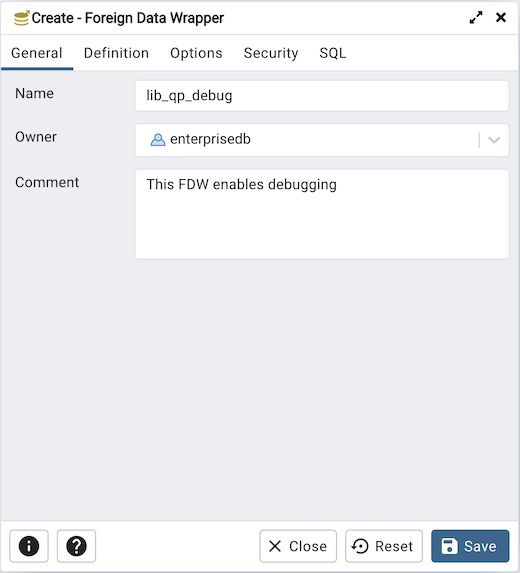 Create - Foreign Data Wrapper
General Definition Options Security SQL
Name lib_qp_debug
Owner enterprisedb
Comment This FDW enables debugging
Close Reset Save